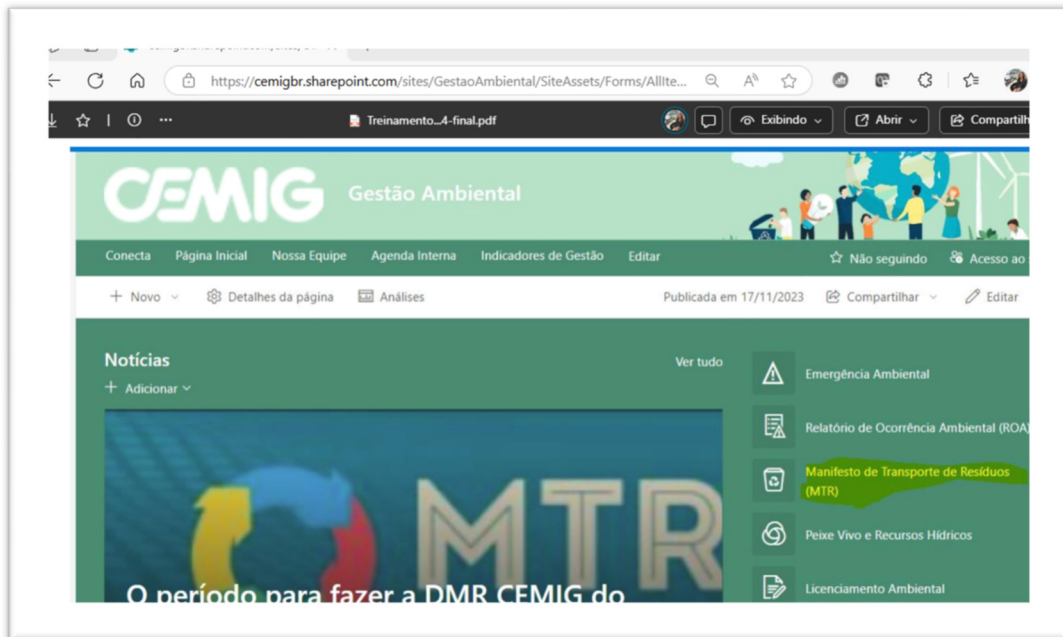 https://cemigbr.sharepoint.com/sites/GestaoAmbiental/SiteAssets/Forms/AllIte...
Treinamento...4-final.pdf
Exibindo
Abrir
Compartilh
CEMIG
Gestão Ambiental
Conecta Página Inicial Nossa Equipe Agenda Interna Indicadores de Gestão Editar
Não seguindo
Acesso ao
+ Novo Detalhes da página Análises
Publicada em 17/11/2023 Compartilhar Editar
Notícias
Ver tudo
+ Adicionar
MTR
O período para fazer a DMR CEMIG do
Emergência Ambiental
Relatório de Ocorrência Ambiental (ROA)
Manifesto de Transporte de Resíduos
(MTR)
Peixe Vivo e Recursos Hídricos
Licenciamento Ambiental